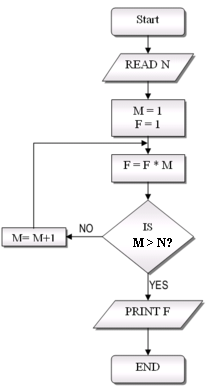 Start
READ N
M = 1
F = 1
F = F * M
NO
IS
M > N?
M= M+1
YES
PRINT F
END